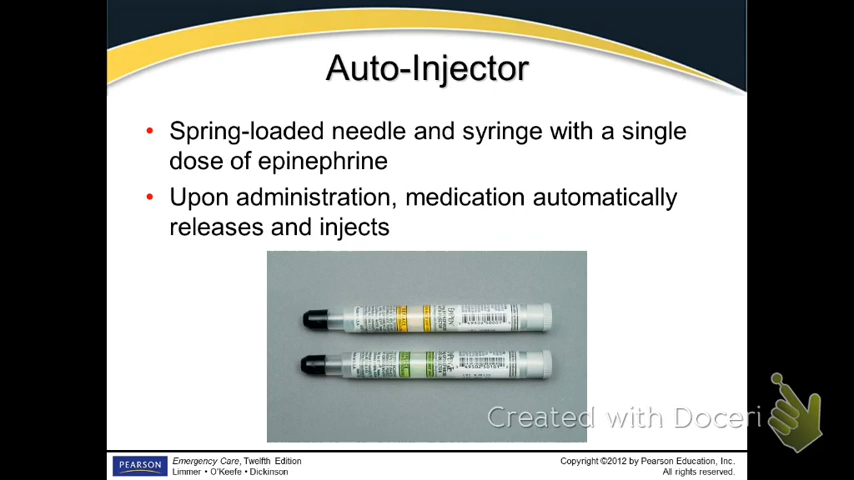 Auto-Injector
• Spring-loaded needle and syringe with a single
dose of epinephrine
• Upon administration, medication automatically
releases and injects
Created with Doceri
PEARSON
Emergency Care, Twelfth Edition
Limmer • O'Keefe • Dickinson
Copyright ©2012 by Pearson Education, Inc.
All rights reserved.